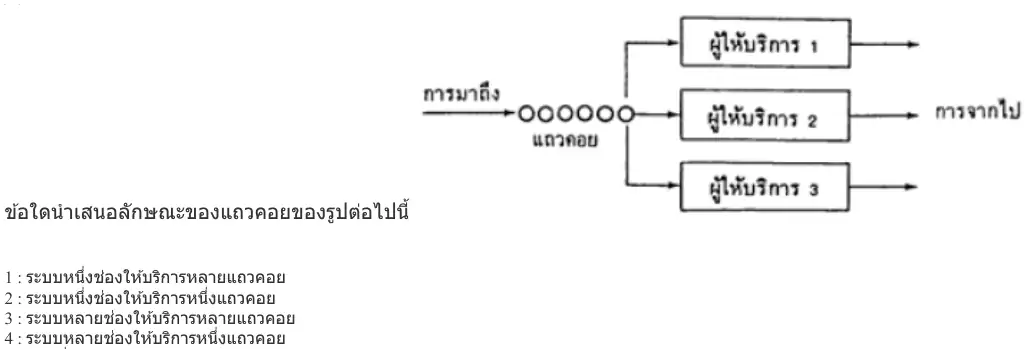 ผู้ให้บริการ 1
การมาถึง
แถวคอย
ผู้ให้บริการ 2
การจากไป
ผู้ให้บริการ 3
ข้อใดนำเสนอลักษณะของแถวคอยของรูปต่อไปนี้
1 : ระบบหนึ่งช่องให้บริการหลายแถวคอย
2 : ระบบหนึ่งช่องให้บริการหนึ่งแถวคอย
3 : ระบบหลายช่องให้บริการหลายแถวคอย
4 : ระบบหลายช่องให้บริการหนึ่งแถวคอย